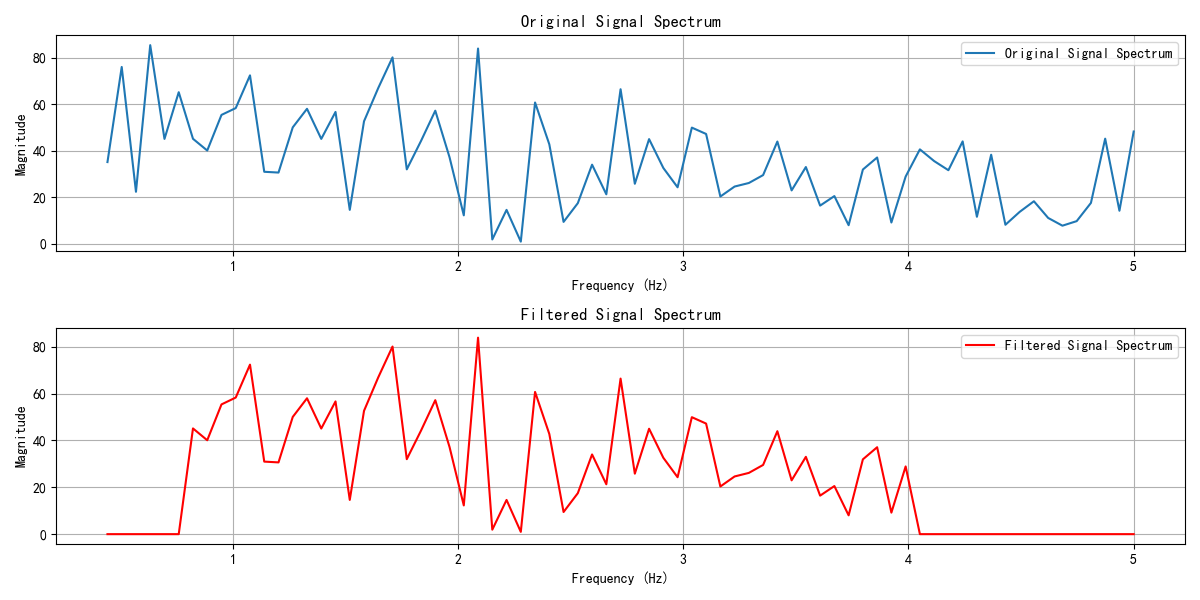 Original Signal Spectrum
Original Signal Spectrum
Magnitude
80
60
40
20
0
1 2 3 4 5
Frequency (Hz)
Filtered Signal Spectrum
Filtered Signal Spectrum
Magnitude
80
60
40
20
0
1 2 3 4 5
Frequency (Hz)